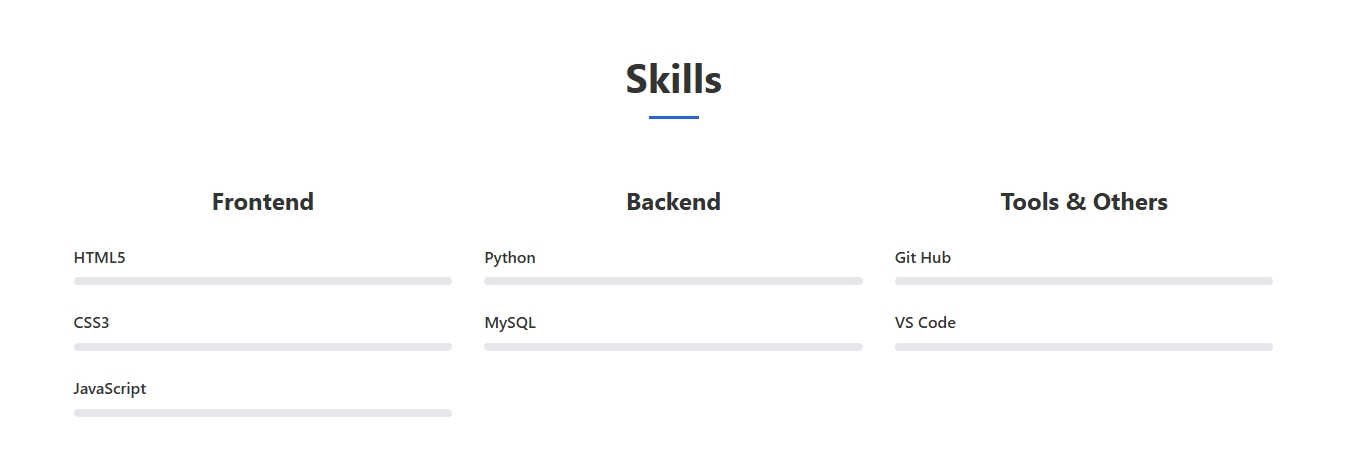 Skills
Frontend
HTML5
CSS3
JavaScript
Backend
Python
MySQL
Tools & Others
Git Hub
VS Code